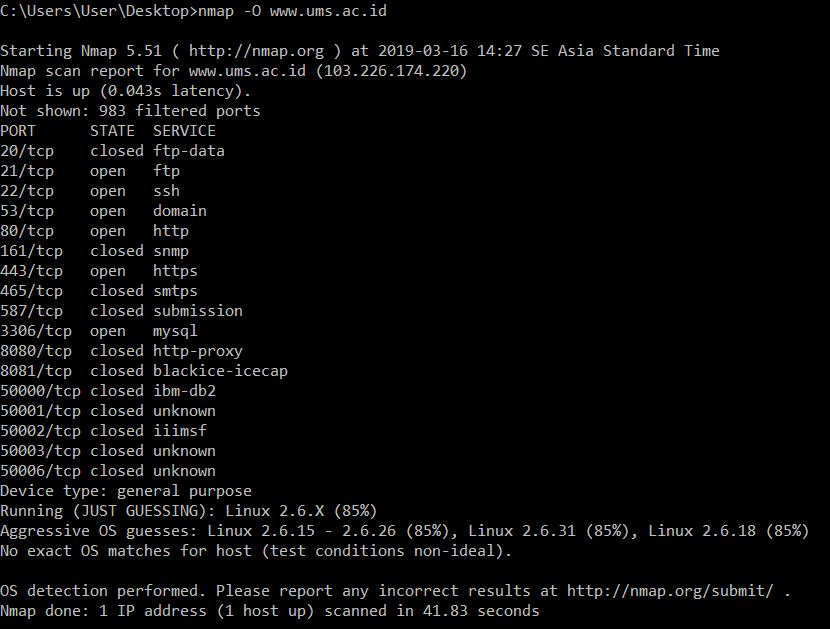 C:\Users\User\Desktop>nmap -O www.ums.ac.id
Starting Nmap 5.51 ( http://nmap.org ) at 2019-03-16 14:27 SE Asia Standard Time
Nmap scan report for www.ums.ac.id (103.226.174.220)
Host is up (0.043s latency).
Not shown: 983 filtered ports
PORT      STATE  SERVICE
20/tcp    closed ftp-data
21/tcp    open   ftp
22/tcp    open   ssh
53/tcp    open   domain
80/tcp    open   http
161/tcp   closed snmp
443/tcp   open   https
465/tcp   closed smtps
587/tcp   closed submission
3306/tcp  open   mysql
8080/tcp  closed http-proxy
8081/tcp  closed blackice-icecap
50000/tcp closed ibm-db2
50001/tcp closed unknown
50002/tcp closed iiimsf
50003/tcp closed unknown
50006/tcp closed unknown
Device type: general purpose
Running (JUST GUESSING): Linux 2.6.X (85%)
Aggressive OS guesses: Linux 2.6.15 - 2.6.26 (85%), Linux 2.6.31 (85%), Linux 2.6.18 (85%)
No exact OS matches for host (test conditions non-ideal).
OS detection performed. Please report any incorrect results at http://nmap.org/submit/ .
Nmap done: 1 IP address (1 host up) scanned in 41.83 seconds